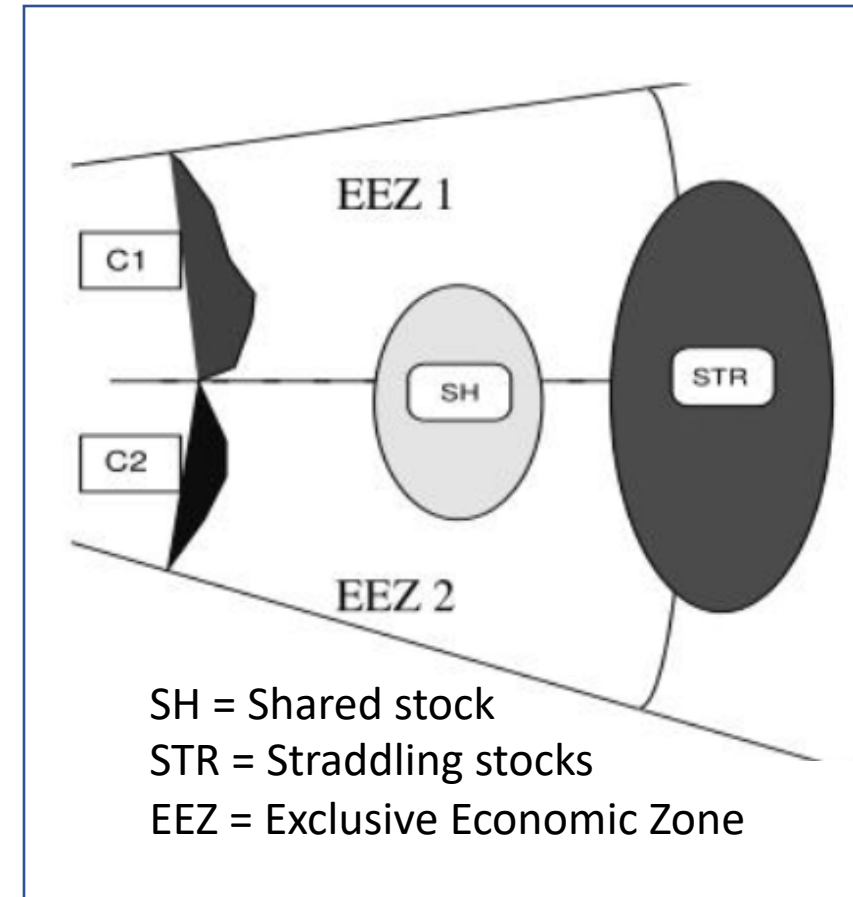 EEZ 1
C1
SH
STR
C2
EEZ 2
SH = Shared stock
STR = Straddling stocks
EEZ = Exclusive Economic Zone